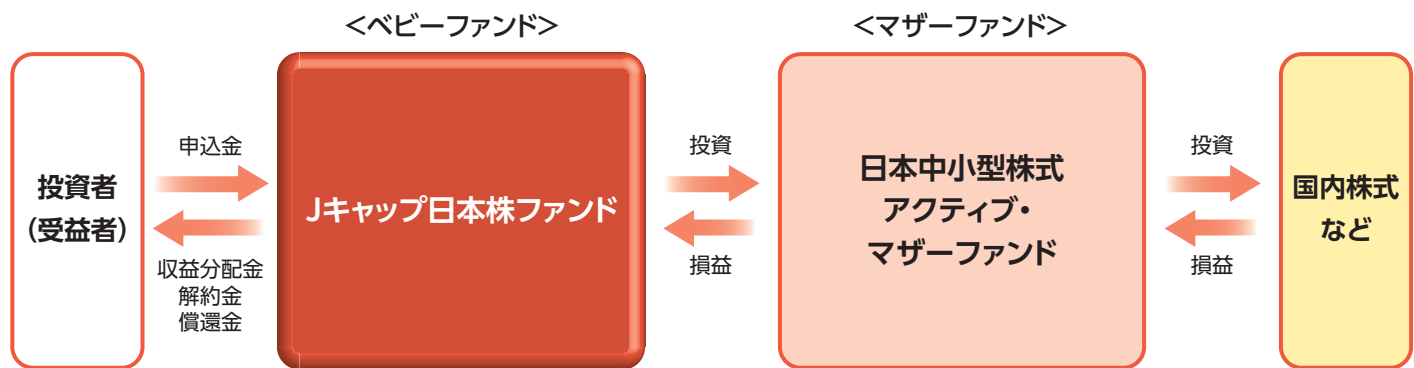 <ベビーファンド>
<マザーファンド>
投資者
(受益者)
申込金
収益分配金
解約金
償還金
Jキャップ日本株ファンド
投資
損益
日本中小型株式
アクティブ・
マザーファンド
投資
損益
国内株式
など